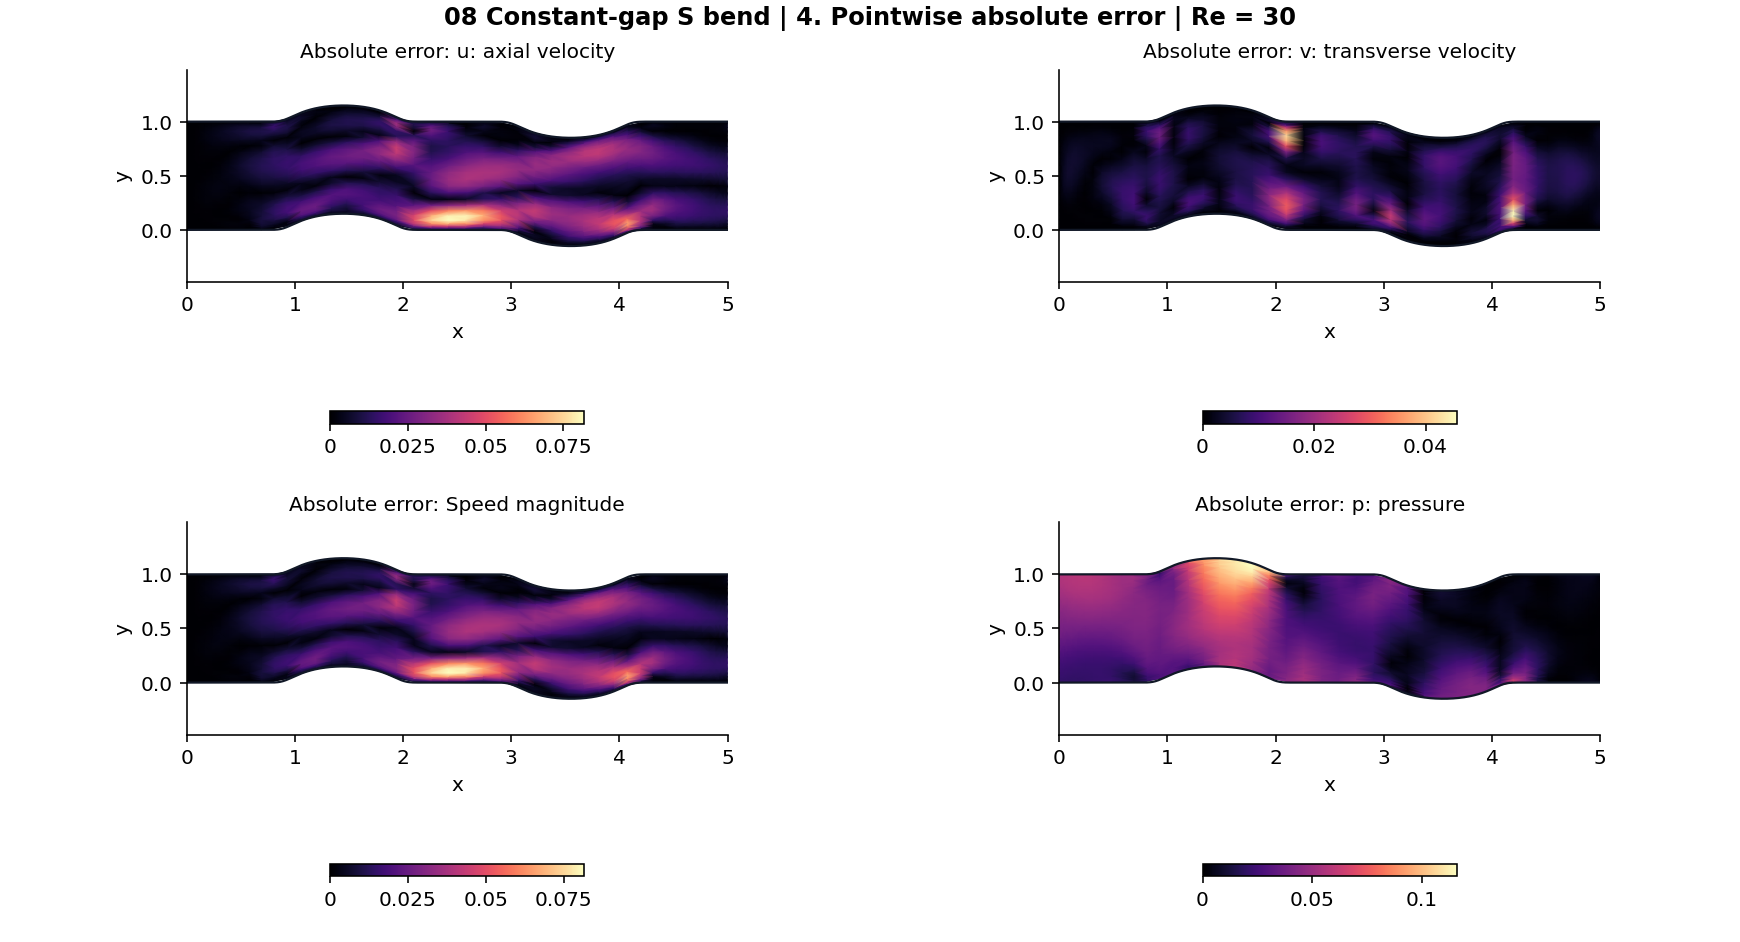 08 Constant-gap S bend | 4. Pointwise absolute error | Re = 30
Absolute error: u: axial velocity
1.0
0.5
0.0
y
0 1 2 3 4 5
x
0 0.025 0.05 0.075
Absolute error: v: transverse velocity
1.0
0.5
0.0
y
0 1 2 3 4 5
x
0 0.02 0.04
Absolute error: Speed magnitude
1.0
0.5
0.0
y
0 1 2 3 4 5
x
0 0.025 0.05 0.075
Absolute error: p: pressure
1.0
0.5
0.0
y
0 1 2 3 4 5
x
0 0.05 0.1